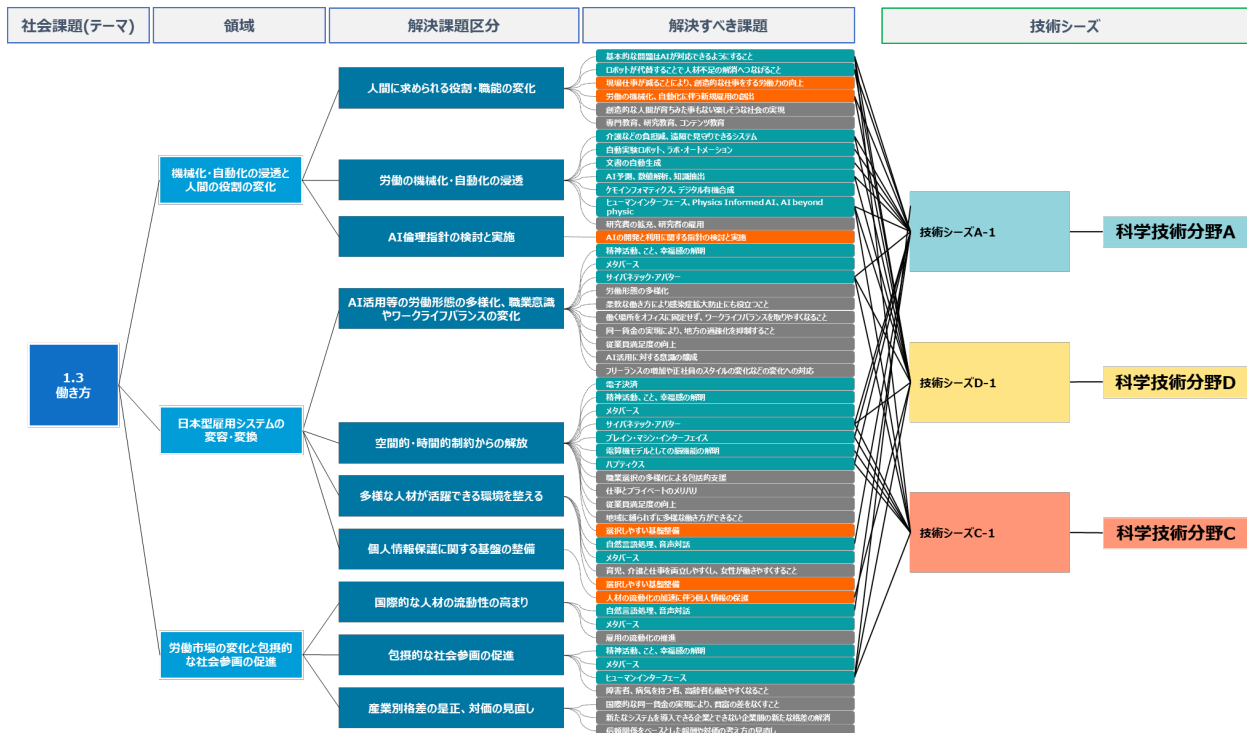 社会課題(テーマ)
領域
解決課題区分
解決すべき課題
技術シーズ
1.3
働き方
機械化・自動化の浸透と
人間の役割の変化
日本型雇用システムの
変容・変換
労働市場の変化と包摂的
な社会参画の促進
人間に求められる役割・職能の変化
労働の機械化・自動化の浸透
AI倫理指針の検討と実施
AI活用等の労働形態の多様化、職業意識
やワークライフバランスの変化
空間的・時間的制約からの解放
多様な人材が活躍できる環境を整える
個人情報保護に関する基盤の整備
国際的な人材の流動性の高まり
包摂的な社会参画の促進
産業別格差の是正、対価の見直し
基本的な問題はAIが対応できるようにすること
ロボットが代替することで人材不足の解消へつなげること
現場仕事が減ることにより、創造的な仕事をする労働力の向上
労働の機械化、自動化に伴う新規雇用の創出
創造的な人間が育ちみた事もない楽しそうな社会の実現
専門教育、研究教育、コンテンツ教育
介護などの負担減、遠隔で見守りできるシステム
自動実験ロボット、ラボ・オートメーション
文書の自動生成
AI予測、数値解析、知識抽出
ケモインフォマティクス、デジタル有機合成
ヒューマンインターフェース、Physics Informed AI、AI beyond
physic
研究費の拡充、研究者の雇用
AIの開発と利用に関する指針の検討と実施
精神活動、こと、幸福感の解明
メタバース
サイバネテック・アバター
労働形態の多様化
柔軟な働き方により感染症拡大防止にも役立つこと
働く場所をオフィスに固定せず、ワークライフバランスを取りやすくなること
同一賃金の実現により、地方の過疎化を抑制すること
従業員満足度の向上
AI活用に対する意識の醸成
フリーランスの増加や正社員のスタイルの変化などの変化への対応
電子決済
精神活動、こと、幸福感の解明
メタバース
サイバネテック・アバター
ブレイン・マシン・インターフェイス
電算機モデルとしての脳機能の解明
ハプティクス
職業選択の多様化による包括的支援
仕事とプライベートのメリハリ
従業員満足度の向上
地域に縛られずに多様な働き方ができること
選択しやすい基盤整備
自然言語処理、音声対話
メタバース
育児、介護と仕事を両立しやすくし、女性が働きやすくすること
選択しやすい基盤整備
人材の流動化の加速に伴う個人情報の保護
自然言語処理、音声対話
メタバース
雇用の流動化の推進
精神活動、こと、幸福感の解明
メタバース
ヒューマンインターフェース
障害者、病気を持つ者、高齢者も働きやすくなること
国際的な同一賃金の実現により、貧富の差をなくすこと
新たなシステムを導入できる企業とできない企業間の新たな格差の解消
信頼関係をベースとした報酬や対価の考え方の見直し
技術シーズA-1
技術シーズD-1
技術シーズC-1
科学技術分野A
科学技術分野D
科学技術分野C